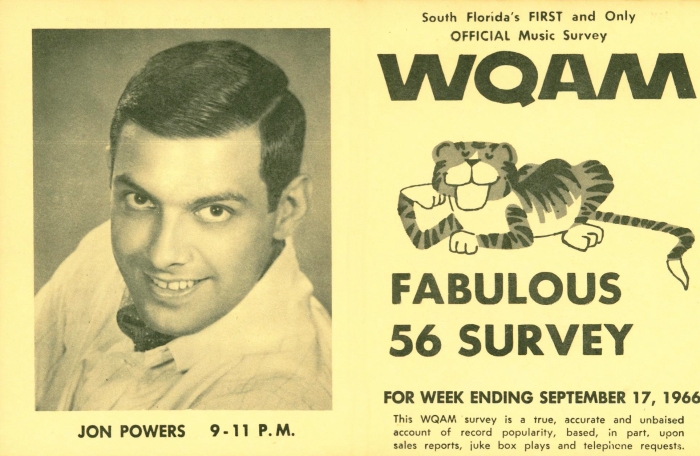 South Florida's FIRST and Only
OFFICIAL Music Survey
WQAM
FABULOUS
56 SURVEY
FOR WEEK ENDING SEPTEMBER 17, 1966
This WQAM survey is a true, accurate and unbaised
account of record popularity, based, in part, upon
sales reports, juke box plays and telephone requests.
JON POWERS 9-11 P.M.